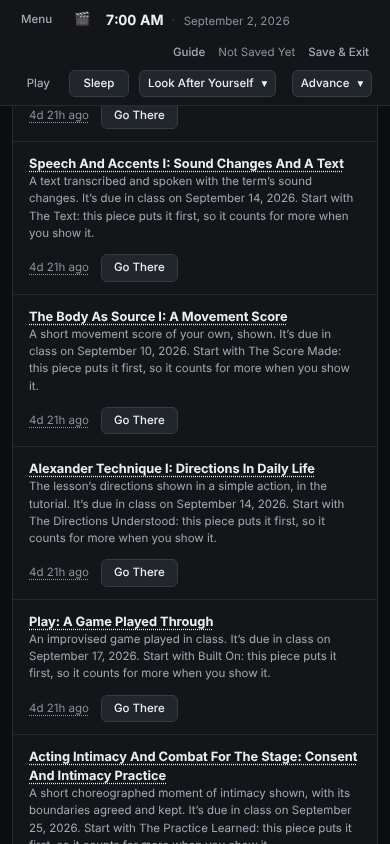 Menu 🎬 7:00 AM · September 2, 2026
Guide Not Saved Yet Save & Exit
Play Sleep Look After Yourself ▾ Advance ▾
4d 21h ago Go There
Speech And Accents I: Sound Changes And A Text
A text transcribed and spoken with the term’s sound
changes. It’s due in class on September 14, 2026. Start with
The Text: this piece puts it first, so it counts for more when
you show it.
4d 21h ago Go There
The Body As Source I: A Movement Score
A short movement score of your own, shown. It’s due in
class on September 10, 2026. Start with The Score Made:
this piece puts it first, so it counts for more when you show
it.
4d 21h ago Go There
Alexander Technique I: Directions In Daily Life
The lesson’s directions shown in a simple action, in the
tutorial. It’s due in class on September 14, 2026. Start with
The Directions Understood: this piece puts it first, so it
counts for more when you show it.
4d 21h ago Go There
Play: A Game Played Through
An improvised game played in class. It’s due in class on
September 17, 2026. Start with Built On: this piece puts it
first, so it counts for more when you show it.
4d 21h ago Go There
Acting Intimacy And Combat For The Stage: Consent
And Intimacy Practice
A short choreographed moment of intimacy shown, with its
boundaries agreed and kept. It’s due in class on September
25, 2026. Start with The Practice Learned: this piece puts it
first, so it counts for more when you show it.